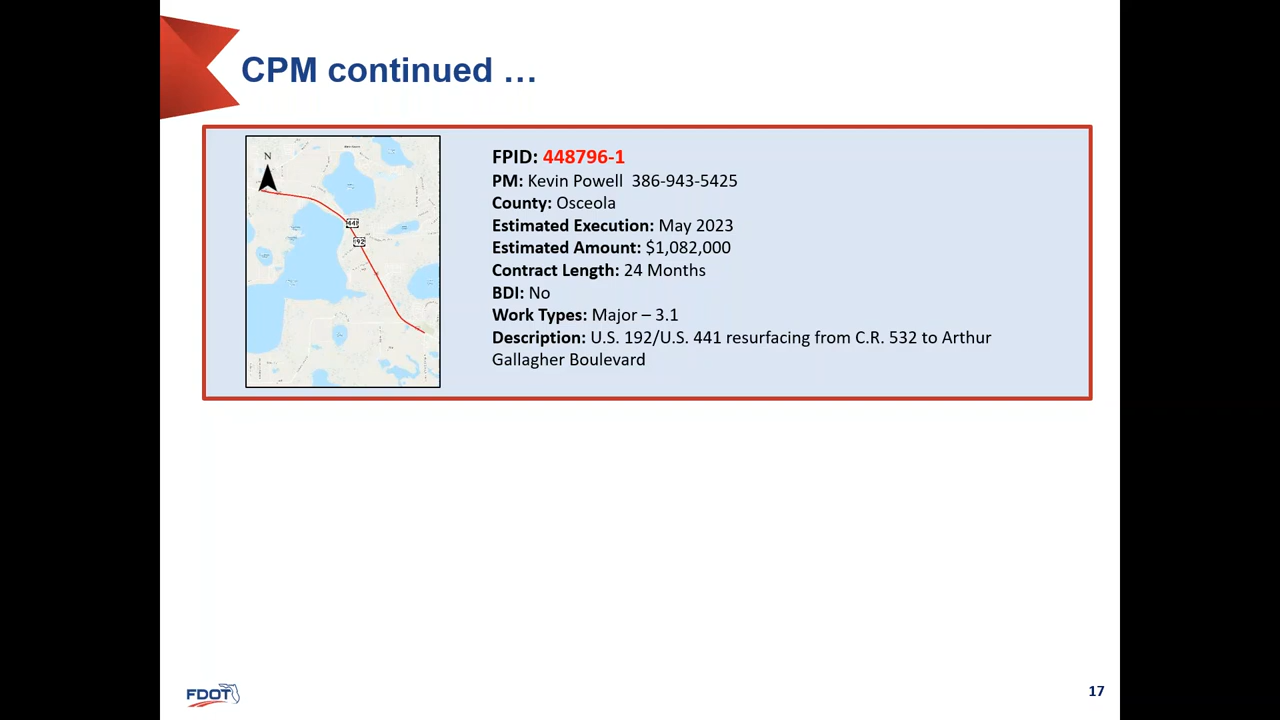 CPM continued …
N
441
192
FPID: 448796-1
PM: Kevin Powell 386-943-5425
County: Osceola
Estimated Execution: May 2023
Estimated Amount: $1,082,000
Contract Length: 24 Months
BDI: No
Work Types: Major – 3.1
Description: U.S. 192/U.S. 441 resurfacing from C.R. 532 to Arthur
Gallagher Boulevard
FDOT
17